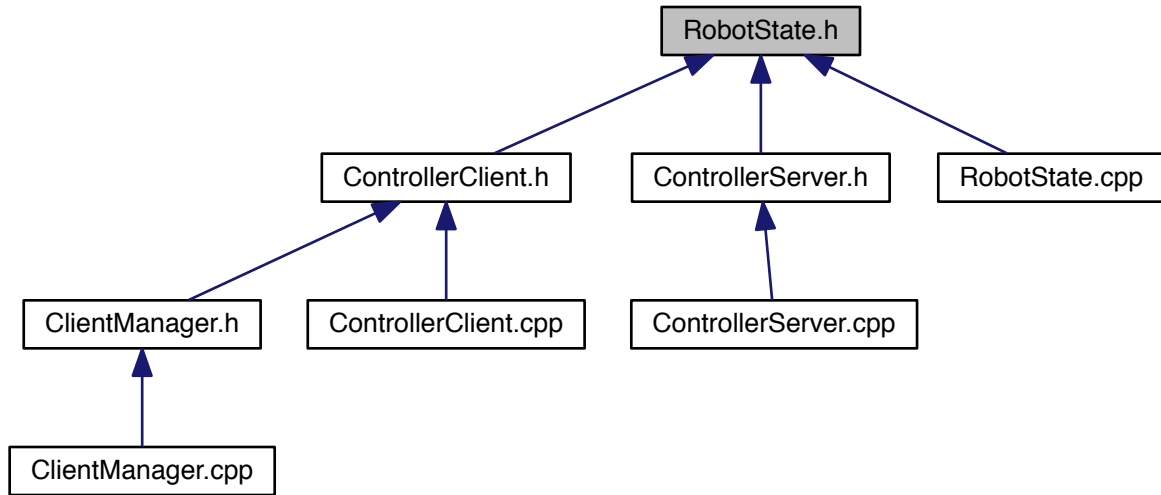 RobotState.h
ControllerClient.h
ControllerServer.h
RobotState.cpp
ClientManager.h
ControllerClient.cpp
ControllerServer.cpp
ClientManager.cpp